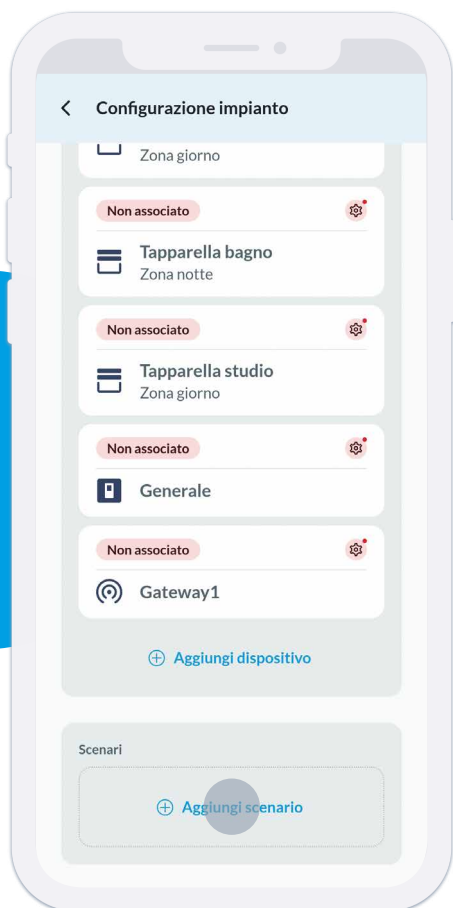 Configurazione impianto
Zona giorno
Non associato
Tapparella bagno
Zona notte
Non associato
Tapparella studio
Zona giorno
Non associato
Generale
Non associato
Gateway1
Aggiungi dispositivo
Scenari
Aggiungi scenario